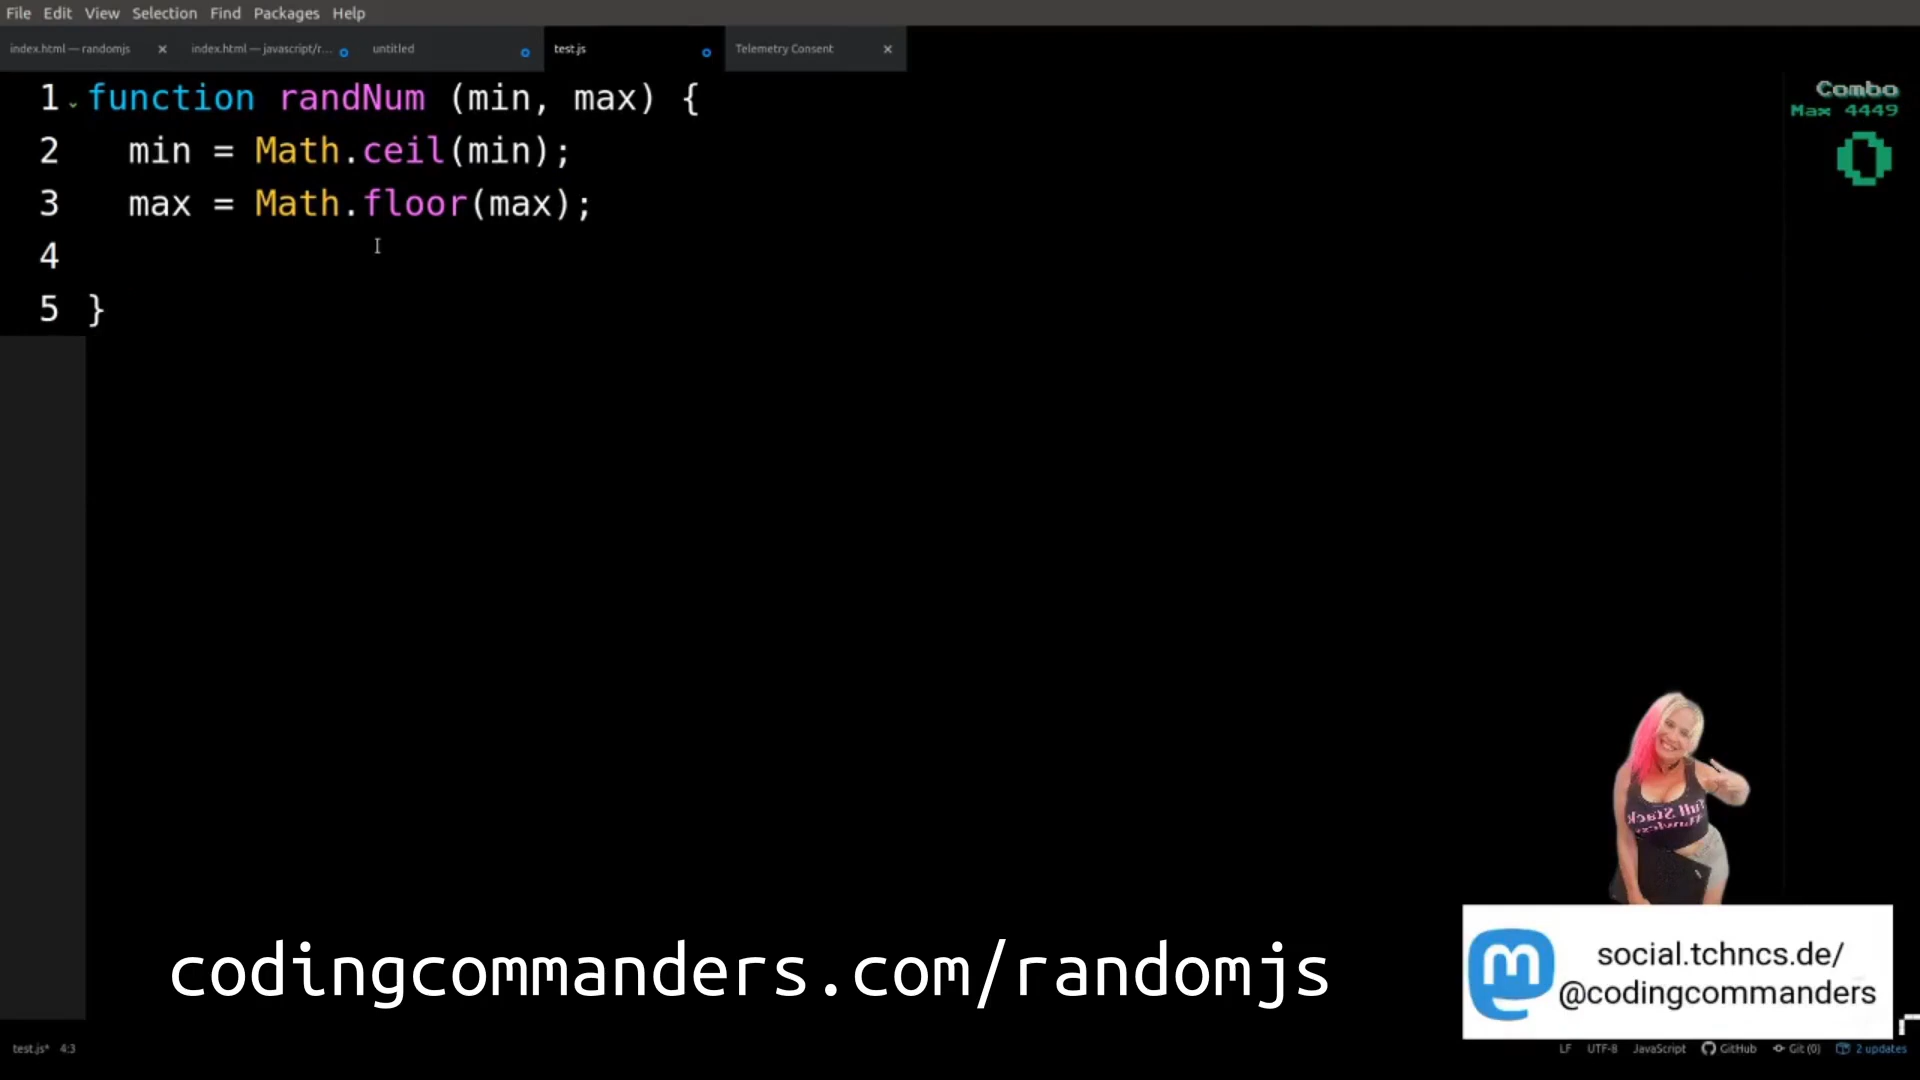 File Edit View Selection Find Packages Help
index.html — randomjs
index.html — javascript/r...
untitled
test.js
Telemetry Consent
1 function randNum (min, max) {
2 min = Math.ceil(min);
3 max = Math.floor(max);
4
5 }
Combo
Max 4449
0
Full Stack
codingcommanders.com/randomjs
social.tchncs.de/
@codingcommanders
test.js* 4:3
LF UTF-8 JavaScript GitHub Git (0) 2 updates